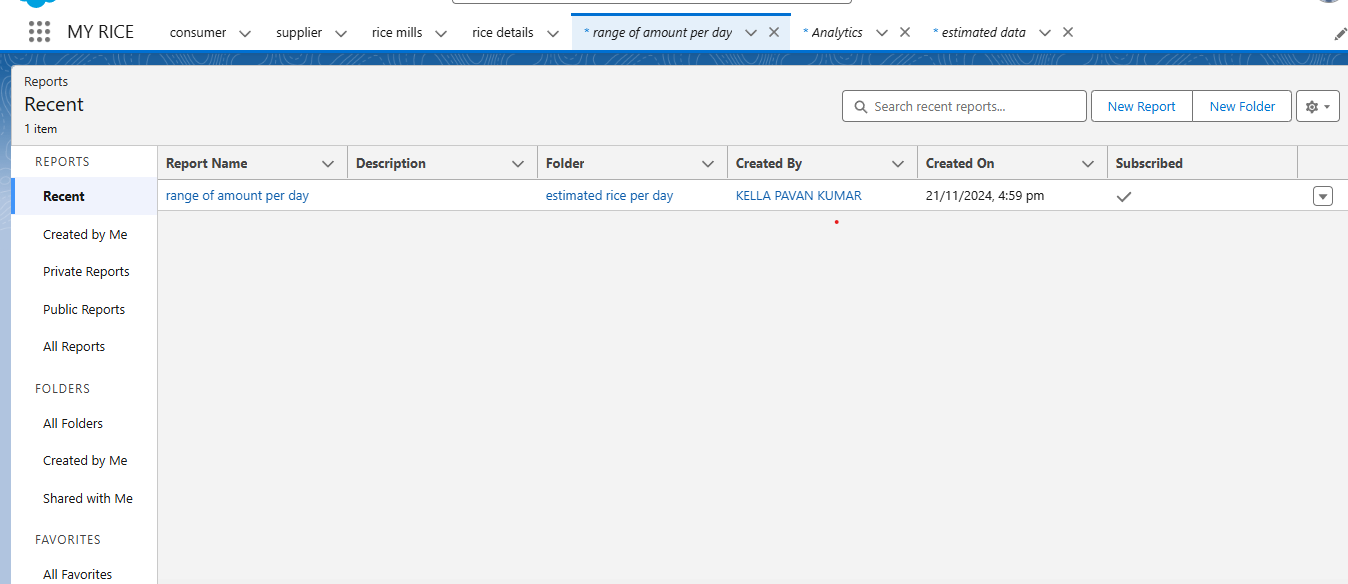 MY RICE consumer supplier rice mills rice details * range of amount per day * Analytics * estimated data
Reports
Recent
1 item
Search recent reports...
New Report New Folder
REPORTS
Recent
Created by Me
Private Reports
Public Reports
All Reports
FOLDERS
All Folders
Created by Me
Shared with Me
FAVORITES
All Favorites
Report Name Description Folder Created By Created On Subscribed
range of amount per day estimated rice per day KELLA PAVAN KUMAR 21/11/2024, 4:59 pm